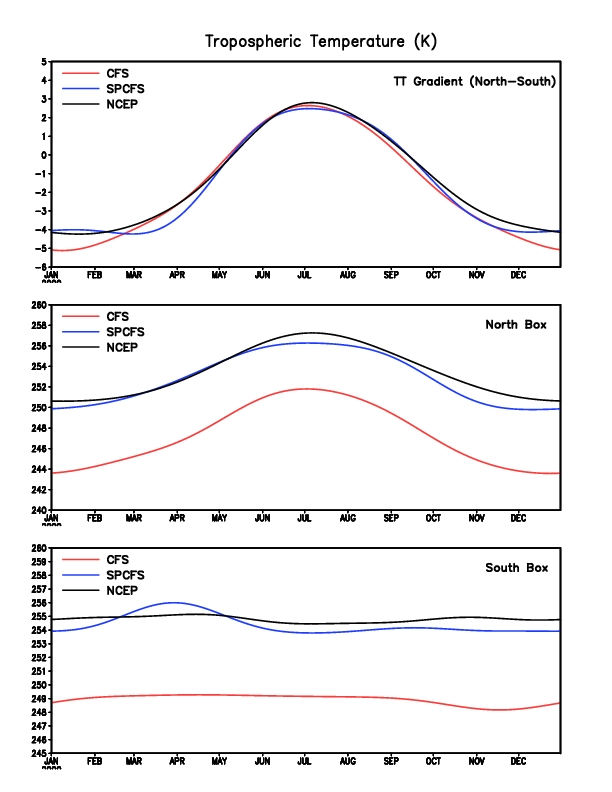 Tropospheric Temperature (K)
5
CFS
TT Gradient (North–South)
4
SPCFS
3
NCEP
2
1
0
-1
-2
-3
-4
-5
-6
JAN FEB MAR APR MAY JUN JUL AUG SEP OCT NOV DEC
260
CFS
258
North Box
SPCFS
256
NCEP
254
252
250
248
246
244
242
240
JAN FEB MAR APR MAY JUN JUL AUG SEP OCT NOV DEC
260
CFS
259
South Box
258
SPCFS
257
NCEP
256
255
254
253
252
251
250
249
248
247
246
245
JAN FEB MAR APR MAY JUN JUL AUG SEP OCT NOV DEC